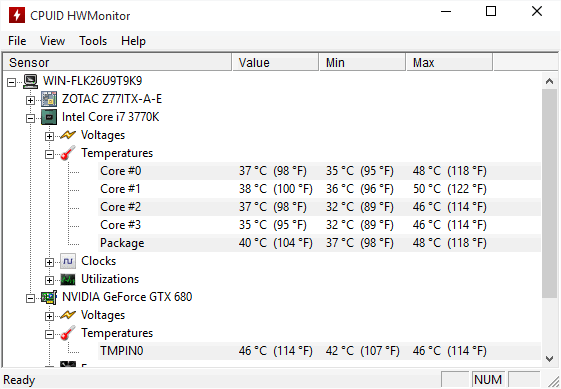 CPUID HWMonitor
File View Tools Help
Sensor Value Min Max
WIN-FLK26U9T9K9
ZOTAC Z77ITX-A-E
Intel Core i7 3770K
Voltages
Temperatures
Core #0 37 °C (98 °F) 35 °C (95 °F) 48 °C (118 °F)
Core #1 38 °C (100 °F) 36 °C (96 °F) 50 °C (122 °F)
Core #2 37 °C (98 °F) 32 °C (89 °F) 46 °C (114 °F)
Core #3 35 °C (95 °F) 32 °C (89 °F) 46 °C (114 °F)
Package 40 °C (104 °F) 37 °C (98 °F) 48 °C (118 °F)
Clocks
Utilizations
NVIDIA GeForce GTX 680
Voltages
Temperatures
TMPIN0 46 °C (114 °F) 42 °C (107 °F) 46 °C (114 °F)
Ready NUM